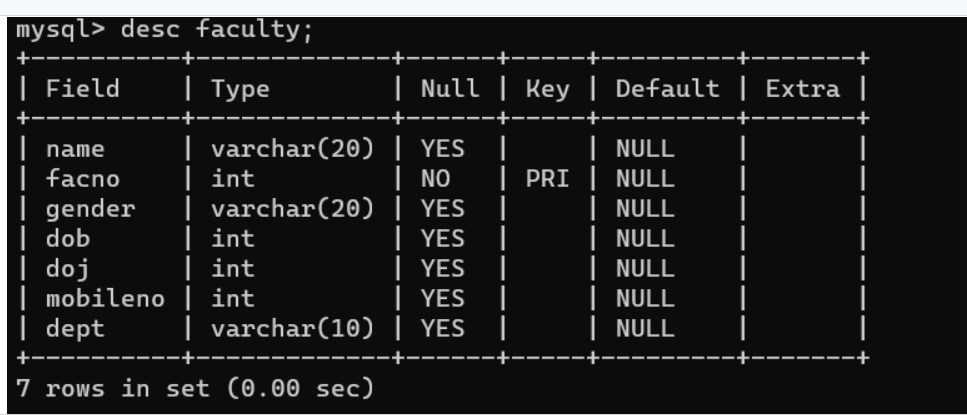 mysql> desc faculty;
+----------+-------------+------+-----+---------+-------+
| Field    | Type        | Null | Key | Default | Extra |
+----------+-------------+------+-----+---------+-------+
| name     | varchar(20) | YES  |     | NULL    |       |
| facno    | int         | NO   | PRI | NULL    |       |
| gender   | varchar(20) | YES  |     | NULL    |       |
| dob      | int         | YES  |     | NULL    |       |
| doj      | int         | YES  |     | NULL    |       |
| mobileno | int         | YES  |     | NULL    |       |
| dept     | varchar(10) | YES  |     | NULL    |       |
+----------+-------------+------+-----+---------+-------+
7 rows in set (0.00 sec)